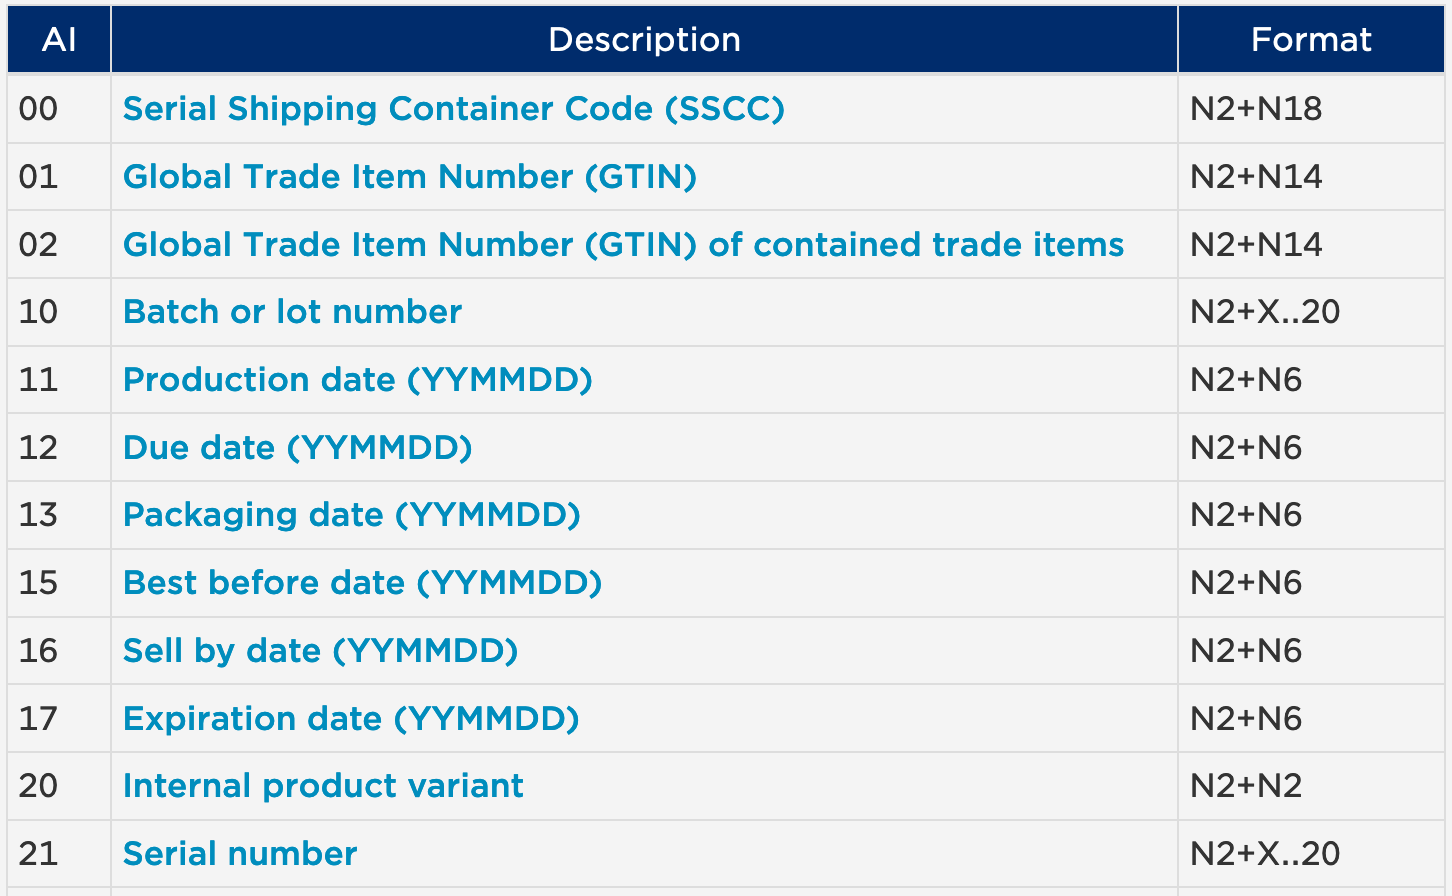 AI Description Format
00 Serial Shipping Container Code (SSCC) N2+N18
01 Global Trade Item Number (GTIN) N2+N14
02 Global Trade Item Number (GTIN) of contained trade items N2+N14
10 Batch or lot number N2+X..20
11 Production date (YYMMDD) N2+N6
12 Due date (YYMMDD) N2+N6
13 Packaging date (YYMMDD) N2+N6
15 Best before date (YYMMDD) N2+N6
16 Sell by date (YYMMDD) N2+N6
17 Expiration date (YYMMDD) N2+N6
20 Internal product variant N2+N2
21 Serial number N2+X..20